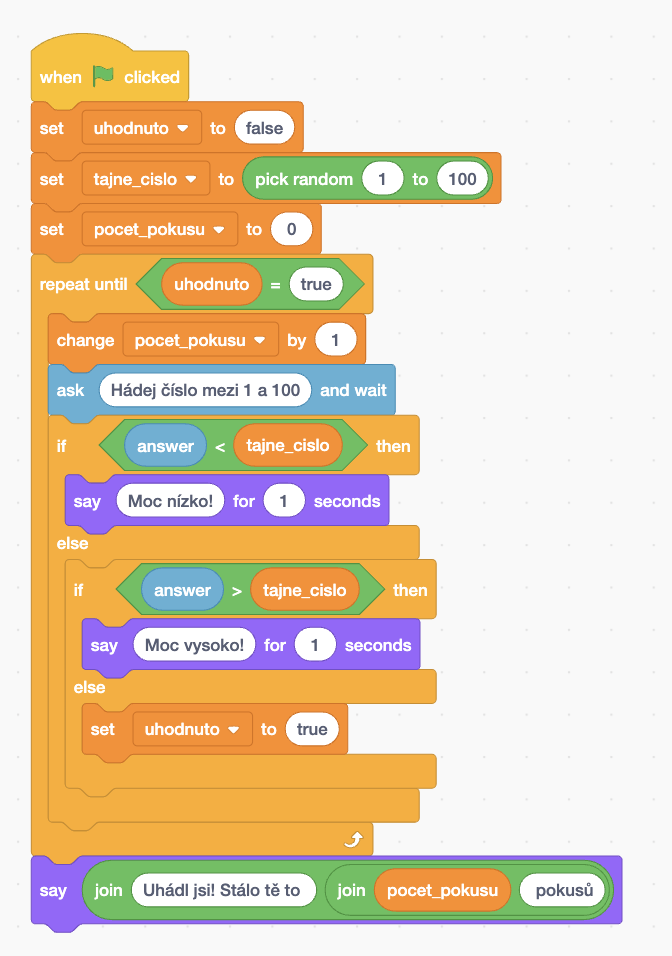 when clicked
set uhodnuto to false
set tajne_cislo to pick random 1 to 100
set pocet_pokusu to 0
repeat until uhodnuto = true
change pocet_pokusu by 1
ask Hádej číslo mezi 1 a 100 and wait
if answer < tajne_cislo then
say Moc nízko! for 1 seconds
else
if answer > tajne_cislo then
say Moc vysoko! for 1 seconds
else
set uhodnuto to true
say join Uhádl jsi! Stálo tě to join pocet_pokusu pokusů